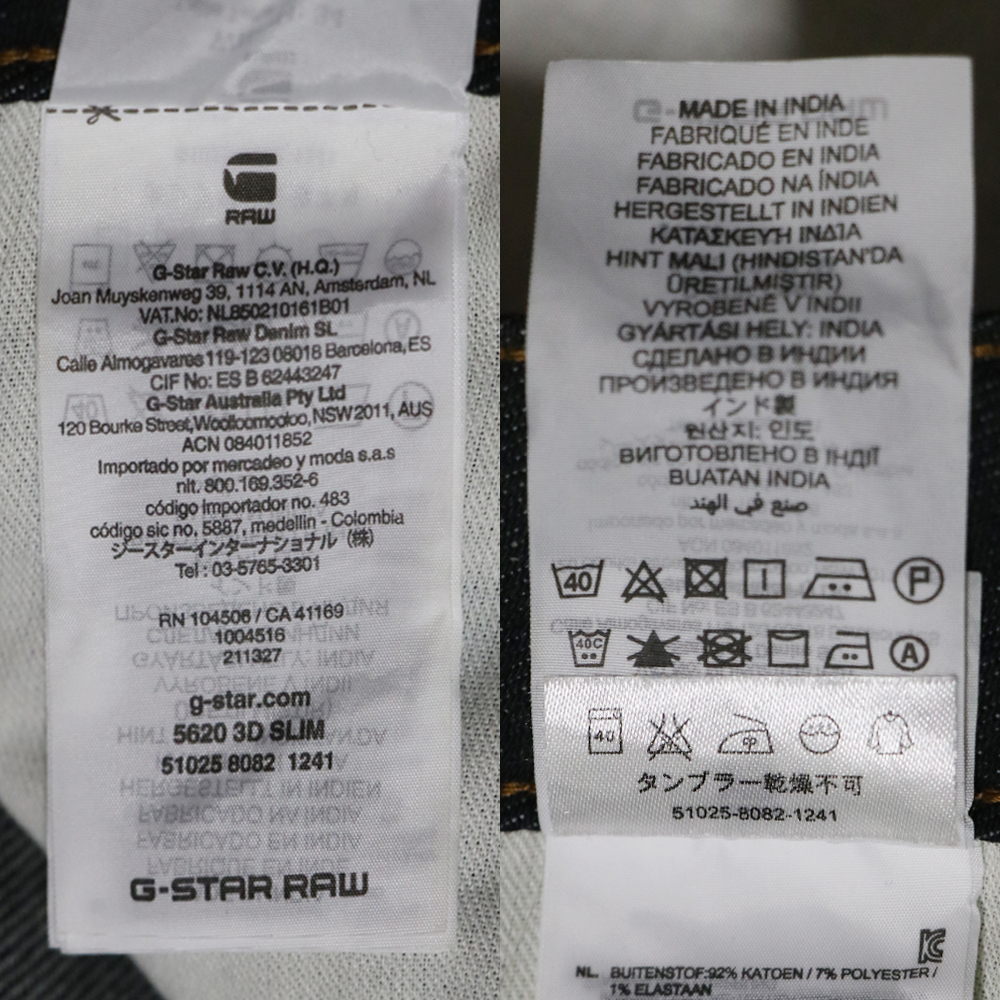 RAW
G-Star Raw C.V. (H.Q.)
Joan Muyskenweg 39, 1114 AN, Amsterdam, NL
VAT.No: NL850210161B01
G-Star Raw Denim SL
Calle Almogavares 119-123 08018 Barcelona, ES
CIF No: ES B 62443247
G-Star Australia Pty Ltd
120 Bourke Street, Woolloomooloo, NSW 2011, AUS
ACN 084011852
Importado por mercadeo y moda s.a.s
nit. 800.169.352-6
código importador no. 483
código sic no. 5887, medellin - Colombia
ジースターインターナショナル（株）
Tel : 03-5765-3301
RN 104506 / CA 41169
1004516
211327
g-star.com
5620 3D SLIM
51025 8082 1241
G-STAR RAW
MADE IN INDIA
FABRIQUÉ EN INDE
FABRICADO EN INDIA
FABRICADO NA ÍNDIA
HERGESTELLT IN INDIEN
ΚΑΤΑΣΚΕΥΉ ΙΝΔΊΑ
HINT MALI (HINDISTAN'DA
ÜRETILMIŞTIR)
VYROBENÉ V INDII
GYÁRTÁSI HELY: INDIA
СДЕЛАНО В ИНДИИ
ПРОИЗВЕДЕНО В ИНДИЯ
インド製
원산지: 인도
ВИГОТОВЛЕНО В ІНДІЇ
BUATAN INDIA
صنع في الهند
40
P
40C
A
40
タンブラー乾燥不可
51025-8082-1241
NL. BUITENSTOF:92% KATOEN / 7% POLYESTER /
1% ELASTAAN